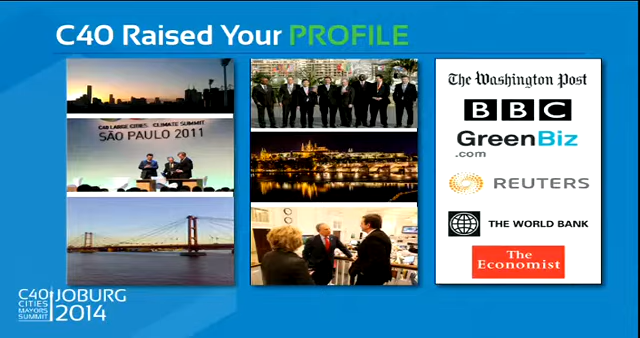 C40 Raised Your PROFILE
C40 LARGE CITIES CLIMATE SUMMIT
SÃO PAULO 2011
The Washington Post
BBC
GreenBiz
.com
REUTERS
THE WORLD BANK
The
Economist
C40
CITIES
MAYORS
SUMMIT
JOBURG
2014